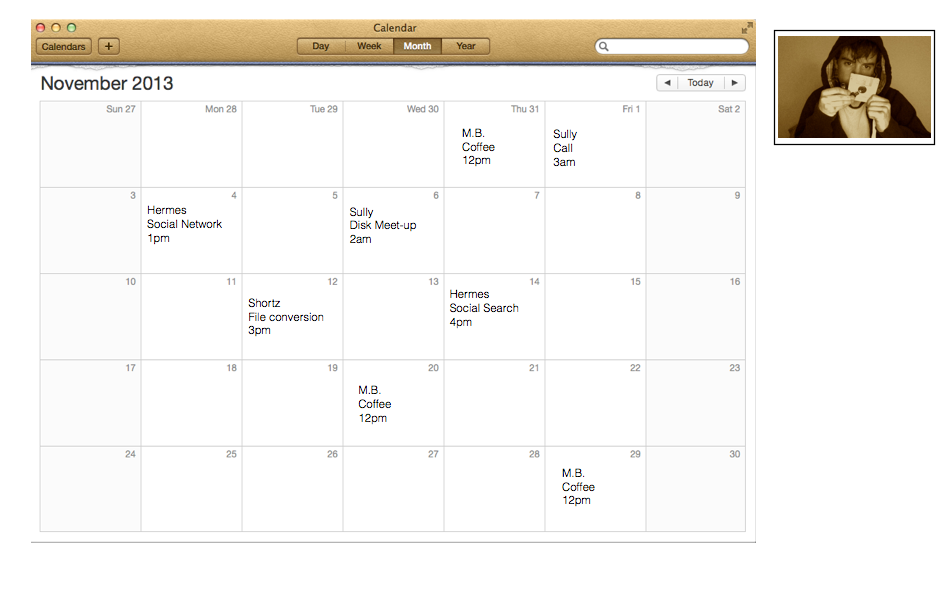 Calendar
Calendars + Day Week Month Year
November 2013
Today
Sun 27 Mon 28 Tue 29 Wed 30 Thu 31 Fri 1 Sat 2
M.B.
Coffee
12pm
Sully
Call
3am
3 4 5 6 7 8 9
Hermes
Social Network
1pm
Sully
Disk Meet-up
2am
10 11 12 13 14 15 16
Shortz
File conversion
3pm
Hermes
Social Search
4pm
17 18 19 20 21 22 23
M.B.
Coffee
12pm
24 25 26 27 28 29 30
M.B.
Coffee
12pm